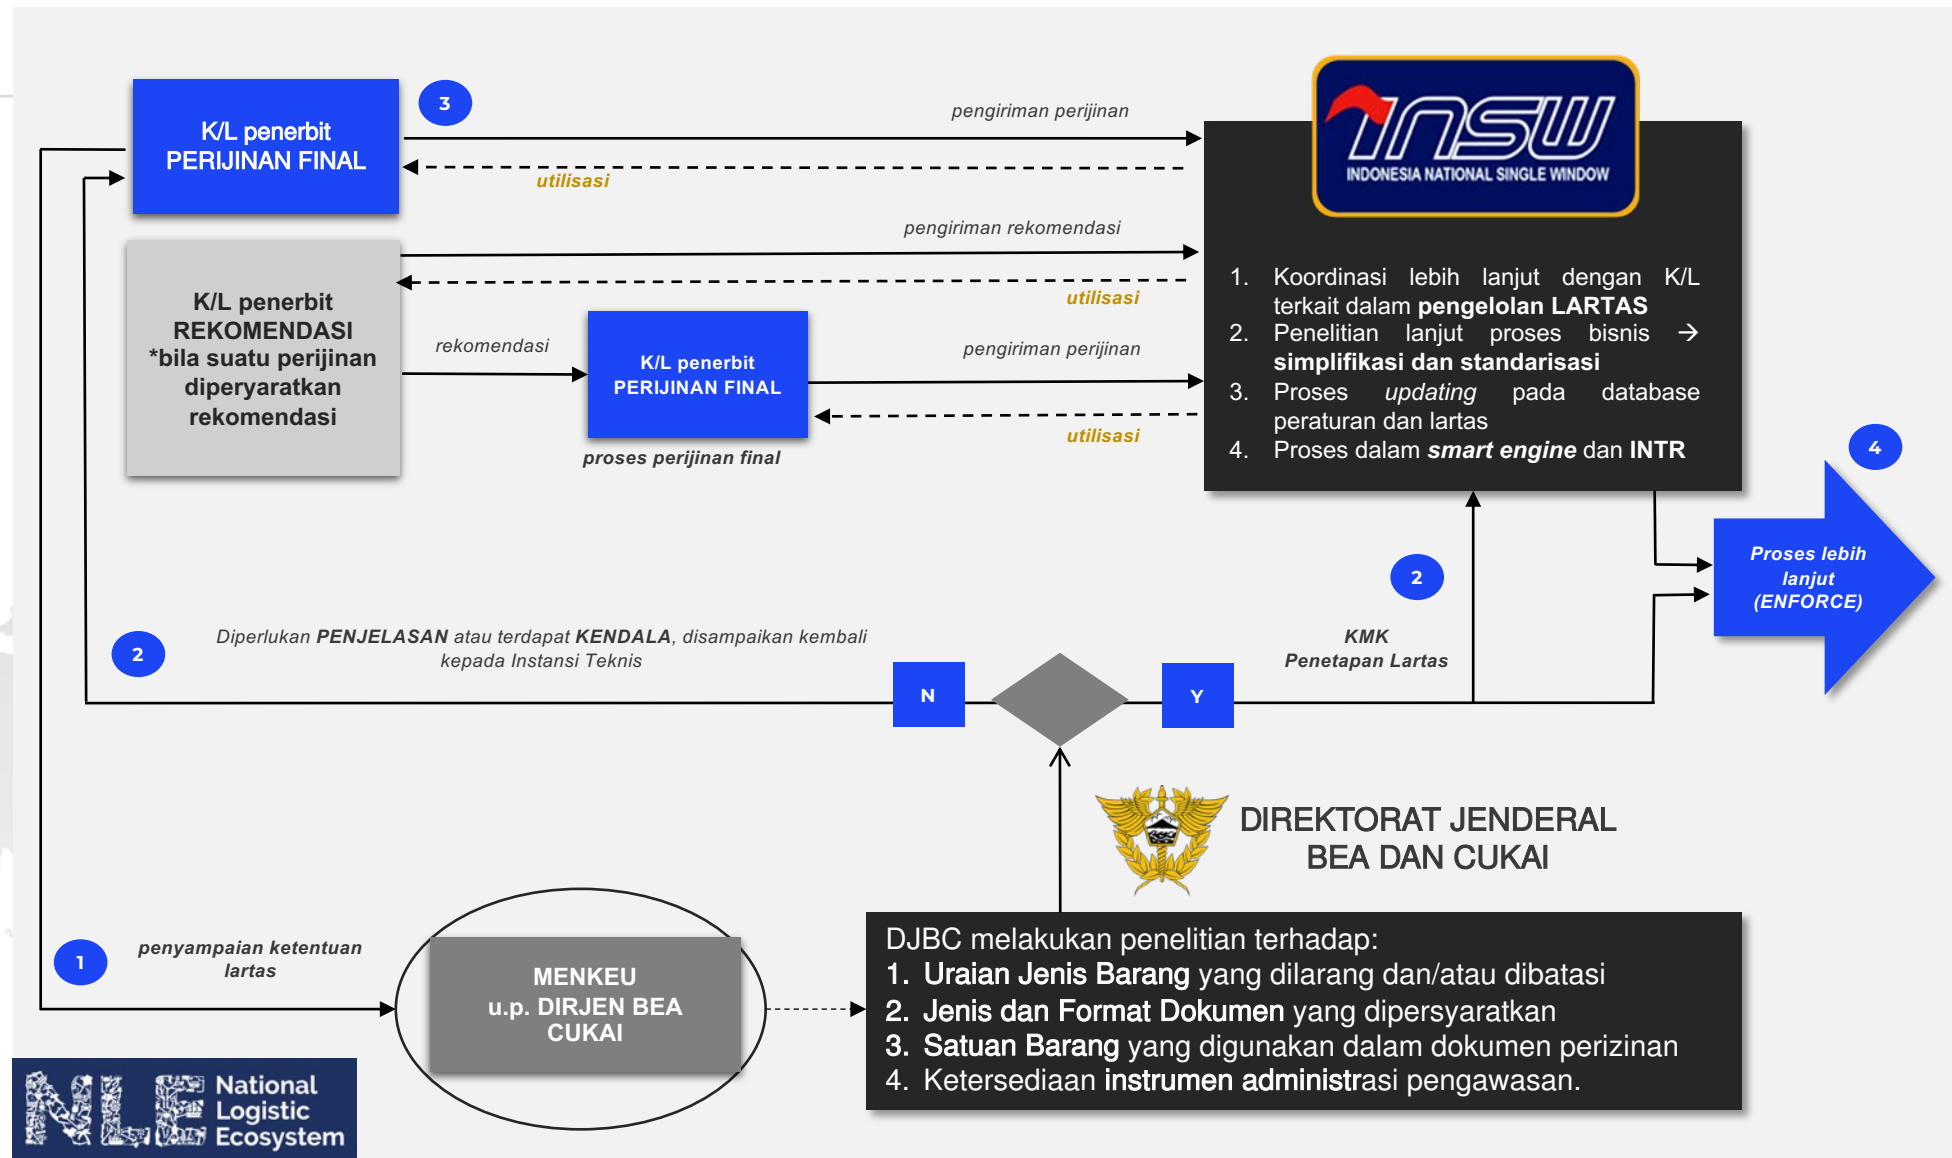 K/L penerbit
PERIJINAN FINAL
3
pengiriman perijinan
utilisasi
INSW
INDONESIA NATIONAL SINGLE WINDOW
K/L penerbit
REKOMENDASI
*bila suatu perijinan
diperyaratkan
rekomendasi
pengiriman rekomendasi
utilisasi
rekomendasi
K/L penerbit
PERIJINAN FINAL
proses perijinan final
pengiriman perijinan
utilisasi
1. Koordinasi lebih lanjut dengan K/L
terkait dalam pengelolan LARTAS
2. Penelitian lanjut proses bisnis →
simplifikasi dan standarisasi
3. Proses updating pada database
peraturan dan lartas
4. Proses dalam smart engine dan INTR
4
Proses lebih
lanjut
(ENFORCE)
2
KMK
Penetapan Lartas
2
Diperlukan PENJELASAN atau terdapat KENDALA, disampaikan kembali
kepada Instansi Teknis
N
Y
DIREKTORAT JENDERAL
BEA DAN CUKAI
1
penyampaian ketentuan
lartas
MENKEU
u.p. DIRJEN BEA
CUKAI
DJBC melakukan penelitian terhadap:
1. Uraian Jenis Barang yang dilarang dan/atau dibatasi
2. Jenis dan Format Dokumen yang dipersyaratkan
3. Satuan Barang yang digunakan dalam dokumen perizinan
4. Ketersediaan instrumen administrasi pengawasan.
NLE
National
Logistic
Ecosystem